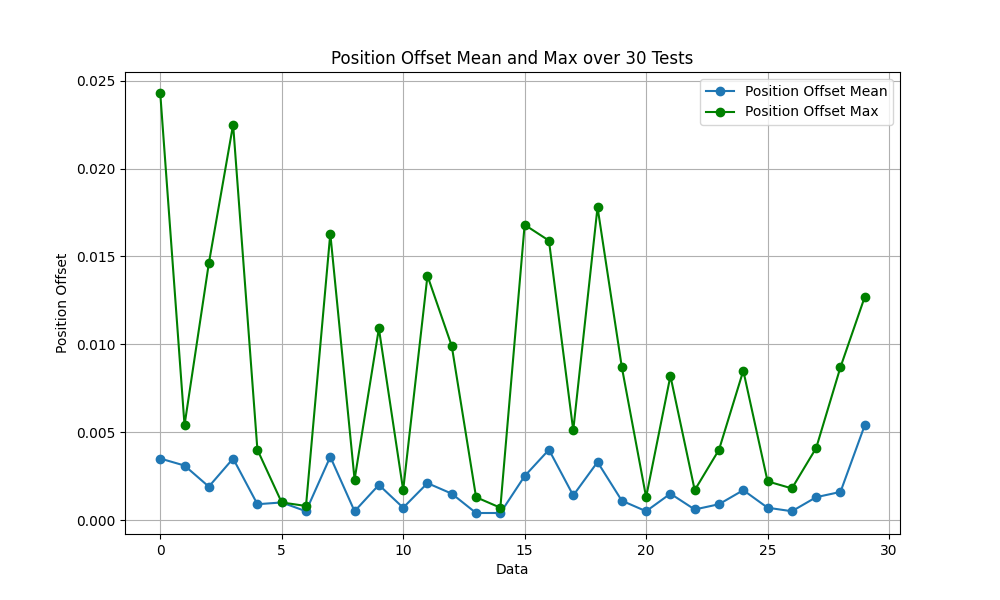 Position Offset Mean and Max over 30 Tests
Position Offset Mean
Position Offset Max
0.025
0.020
0.015
0.010
0.005
0.000
Position Offset
0
5
10
15
20
25
30
Data